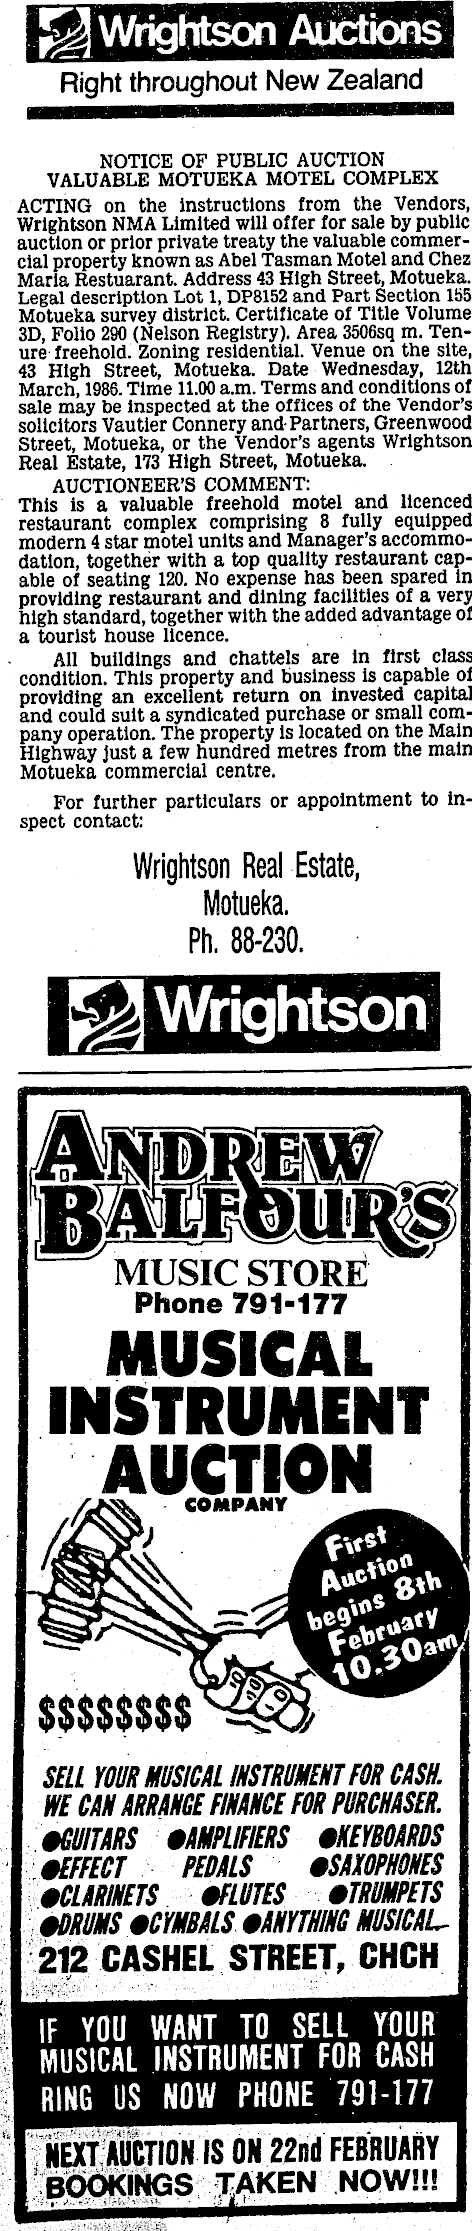 Wrightson Auctions
Right throughout New Zealand
NOTICE OF PUBLIC AUCTION
VALUABLE MOTUEKA MOTEL COMPLEX
ACTING on the instructions from the Vendors,
Wrightson NMA Limited will offer for sale by public
auction or prior private treaty the valuable commer-
cial property known as Abel Tasman Motel and Chez
Maria Restuarant. Address 43 High Street, Motueka.
Legal description Lot 1, DP8152 and Part Section 155
Motueka survey district. Certificate of Title Volume
3D, Folio 290 (Nelson Registry). Area 3506sq m. Ten-
ure freehold. Zoning residential. Venue on the site,
43 High Street, Motueka. Date Wednesday, 12th
March, 1986. Time 11.00 a.m. Terms and conditions of
sale may be inspected at the offices of the Vendor's
solicitors Vautier Connery and Partners, Greenwood
Street, Motueka, or the Vendor's agents Wrightson
Real Estate, 173 High Street, Motueka.
AUCTIONEER'S COMMENT:
This is a valuable freehold motel and licenced
restaurant complex comprising 8 fully equipped
modern 4 star motel units and Manager's accommo-
dation, together with a top quality restaurant cap-
able of seating 120. No expense has been spared in
providing restaurant and dining facilities of a very
high standard, together with the added advantage of
a tourist house licence.
All buildings and chattels are in first class
condition. This property and business is capable of
providing an excellent return on invested capital
and could suit a syndicated purchase or small com-
pany operation. The property is located on the Main
Highway just a few hundred metres from the main
Motueka commercial centre.
For further particulars or appointment to in-
spect contact:
Wrightson Real Estate,
Motueka.
Ph. 88-230.
Wrightson
ANDREW
BALFOUR'S
MUSIC STORE
Phone 791-177
MUSICAL
INSTRUMENT
AUCTION
COMPANY
First
Auction
begins 8th
February
10.30am
$$$$$$$$
SELL YOUR MUSICAL INSTRUMENT FOR CASH.
WE CAN ARRANGE FINANCE FOR PURCHASER.
●GUITARS ●AMPLIFIERS ●KEYBOARDS
●EFFECT PEDALS ●SAXOPHONES
●CLARINETS ●FLUTES ●TRUMPETS
●DRUMS ●CYMBALS ●ANYTHING MUSICAL
212 CASHEL STREET, CHCH
IF YOU WANT TO SELL YOUR
MUSICAL INSTRUMENT FOR CASH
RING US NOW PHONE 791-177
NEXT AUCTION IS ON 22nd FEBRUARY
BOOKINGS TAKEN NOW!!!